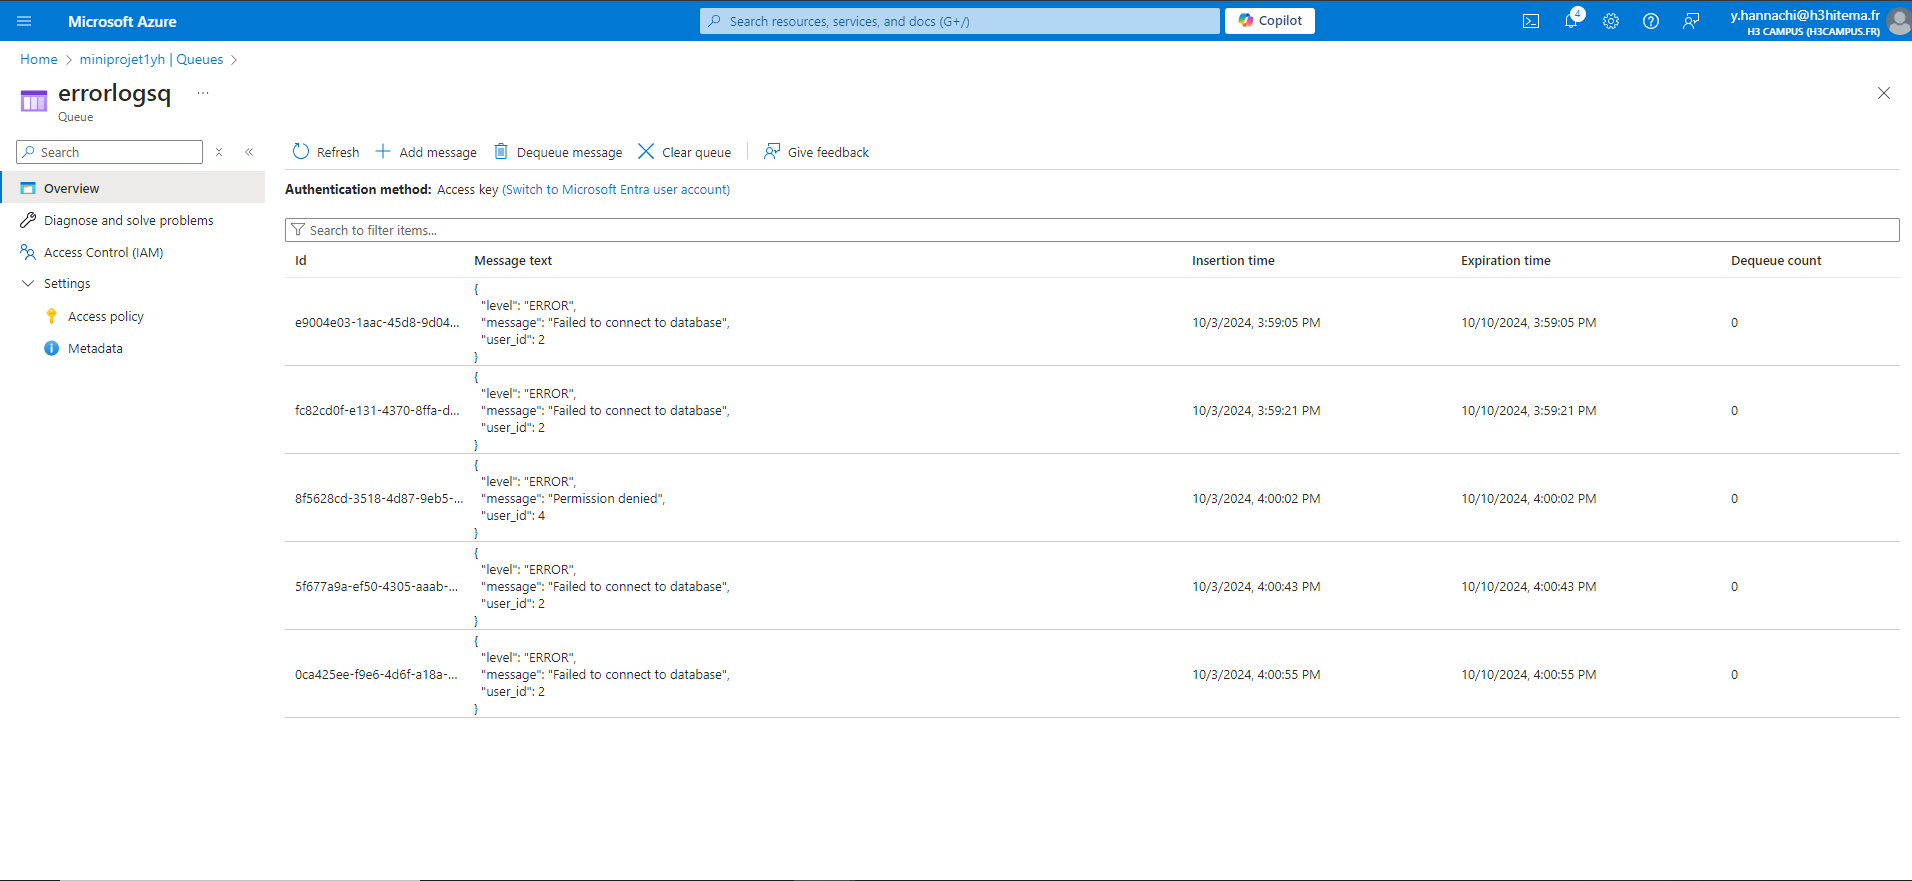 Microsoft Azure
Search resources, services, and docs (G+/)
Copilot
4
y.hannachi@h3hitema.fr
H3 CAMPUS (H3CAMPUS.FR)
Home > miniprojet1yh | Queues >
errorlogsq ...
Queue
Search
Overview
Diagnose and solve problems
Access Control (IAM)
Settings
Access policy
Metadata
Refresh Add message Dequeue message Clear queue Give feedback
Authentication method: Access key (Switch to Microsoft Entra user account)
Search to filter items...
Id Message text Insertion time Expiration time Dequeue count
{
"level": "ERROR",
e9004e03-1aac-45d8-9d04... "message": "Failed to connect to database", 10/3/2024, 3:59:05 PM 10/10/2024, 3:59:05 PM 0
"user_id": 2
}
{
"level": "ERROR",
fc82cd0f-e131-4370-8ffa-d... "message": "Failed to connect to database", 10/3/2024, 3:59:21 PM 10/10/2024, 3:59:21 PM 0
"user_id": 2
}
{
"level": "ERROR",
8f5628cd-3518-4d87-9eb5-... "message": "Permission denied", 10/3/2024, 4:00:02 PM 10/10/2024, 4:00:02 PM 0
"user_id": 4
}
{
"level": "ERROR",
5f677a9a-ef50-4305-aaab-... "message": "Failed to connect to database", 10/3/2024, 4:00:43 PM 10/10/2024, 4:00:43 PM 0
"user_id": 2
}
{
"level": "ERROR",
0ca425ee-f9e6-4d6f-a18a-... "message": "Failed to connect to database", 10/3/2024, 4:00:55 PM 10/10/2024, 4:00:55 PM 0
"user_id": 2
}